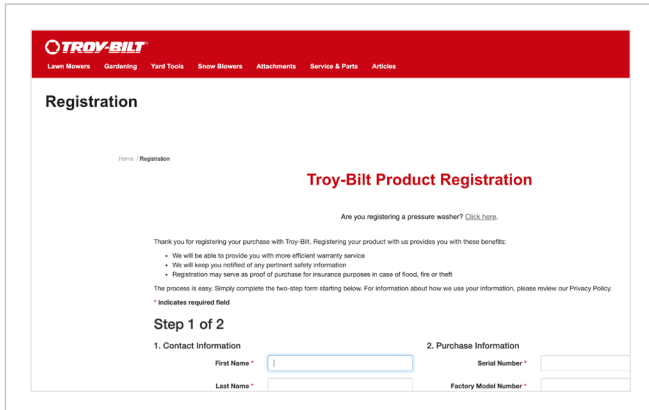 TROY-BILT®
Lawn Mowers Gardening Yard Tools Snow Blowers Attachments Service & Parts Articles
Registration
Home / Registration
Troy-Bilt Product Registration
Are you registering a pressure washer? Click here.
Thank you for registering your purchase with Troy-Bilt. Registering your product with us provides you with these benefits:
• We will be able to provide you with more efficient warranty service
• We will keep you notified of any pertinent safety information
• Registration may serve as proof of purchase for insurance purposes in case of flood, fire or theft
The process is easy. Simply complete the two-step form starting below. For information about how we use your information, please review our Privacy Policy.
* Indicates required field
Step 1 of 2
1. Contact Information 2. Purchase Information
First Name * Serial Number *
Last Name * Factory Model Number *